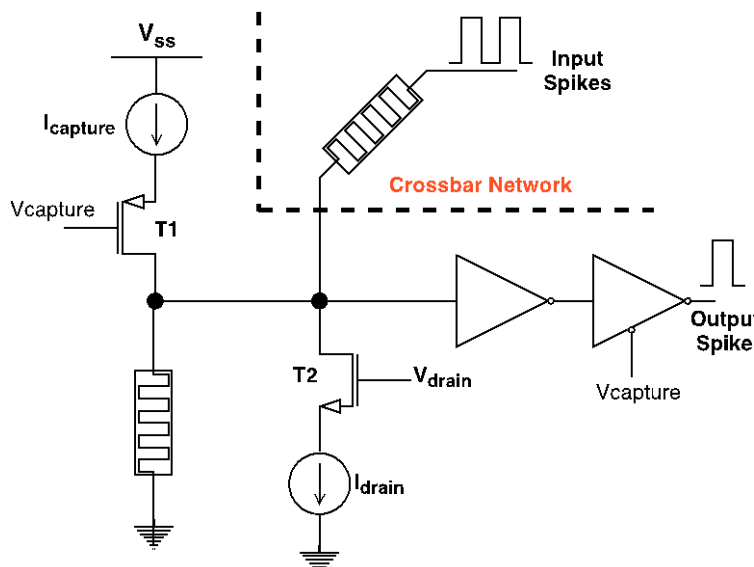 Vss
Input
Spikes
Icapture
Crossbar Network
Vcapture
T1
Output
Spike
T2
Vdrain
Vcapture
Idrain